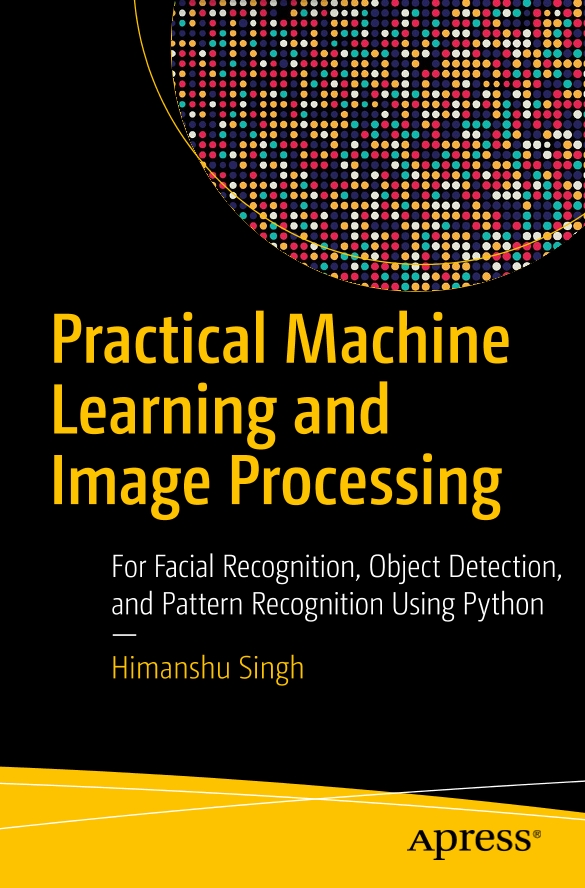 Practical Machine
Learning and
Image Processing
For Facial Recognition, Object Detection,
and Pattern Recognition Using Python
—
Himanshu Singh
Apress®